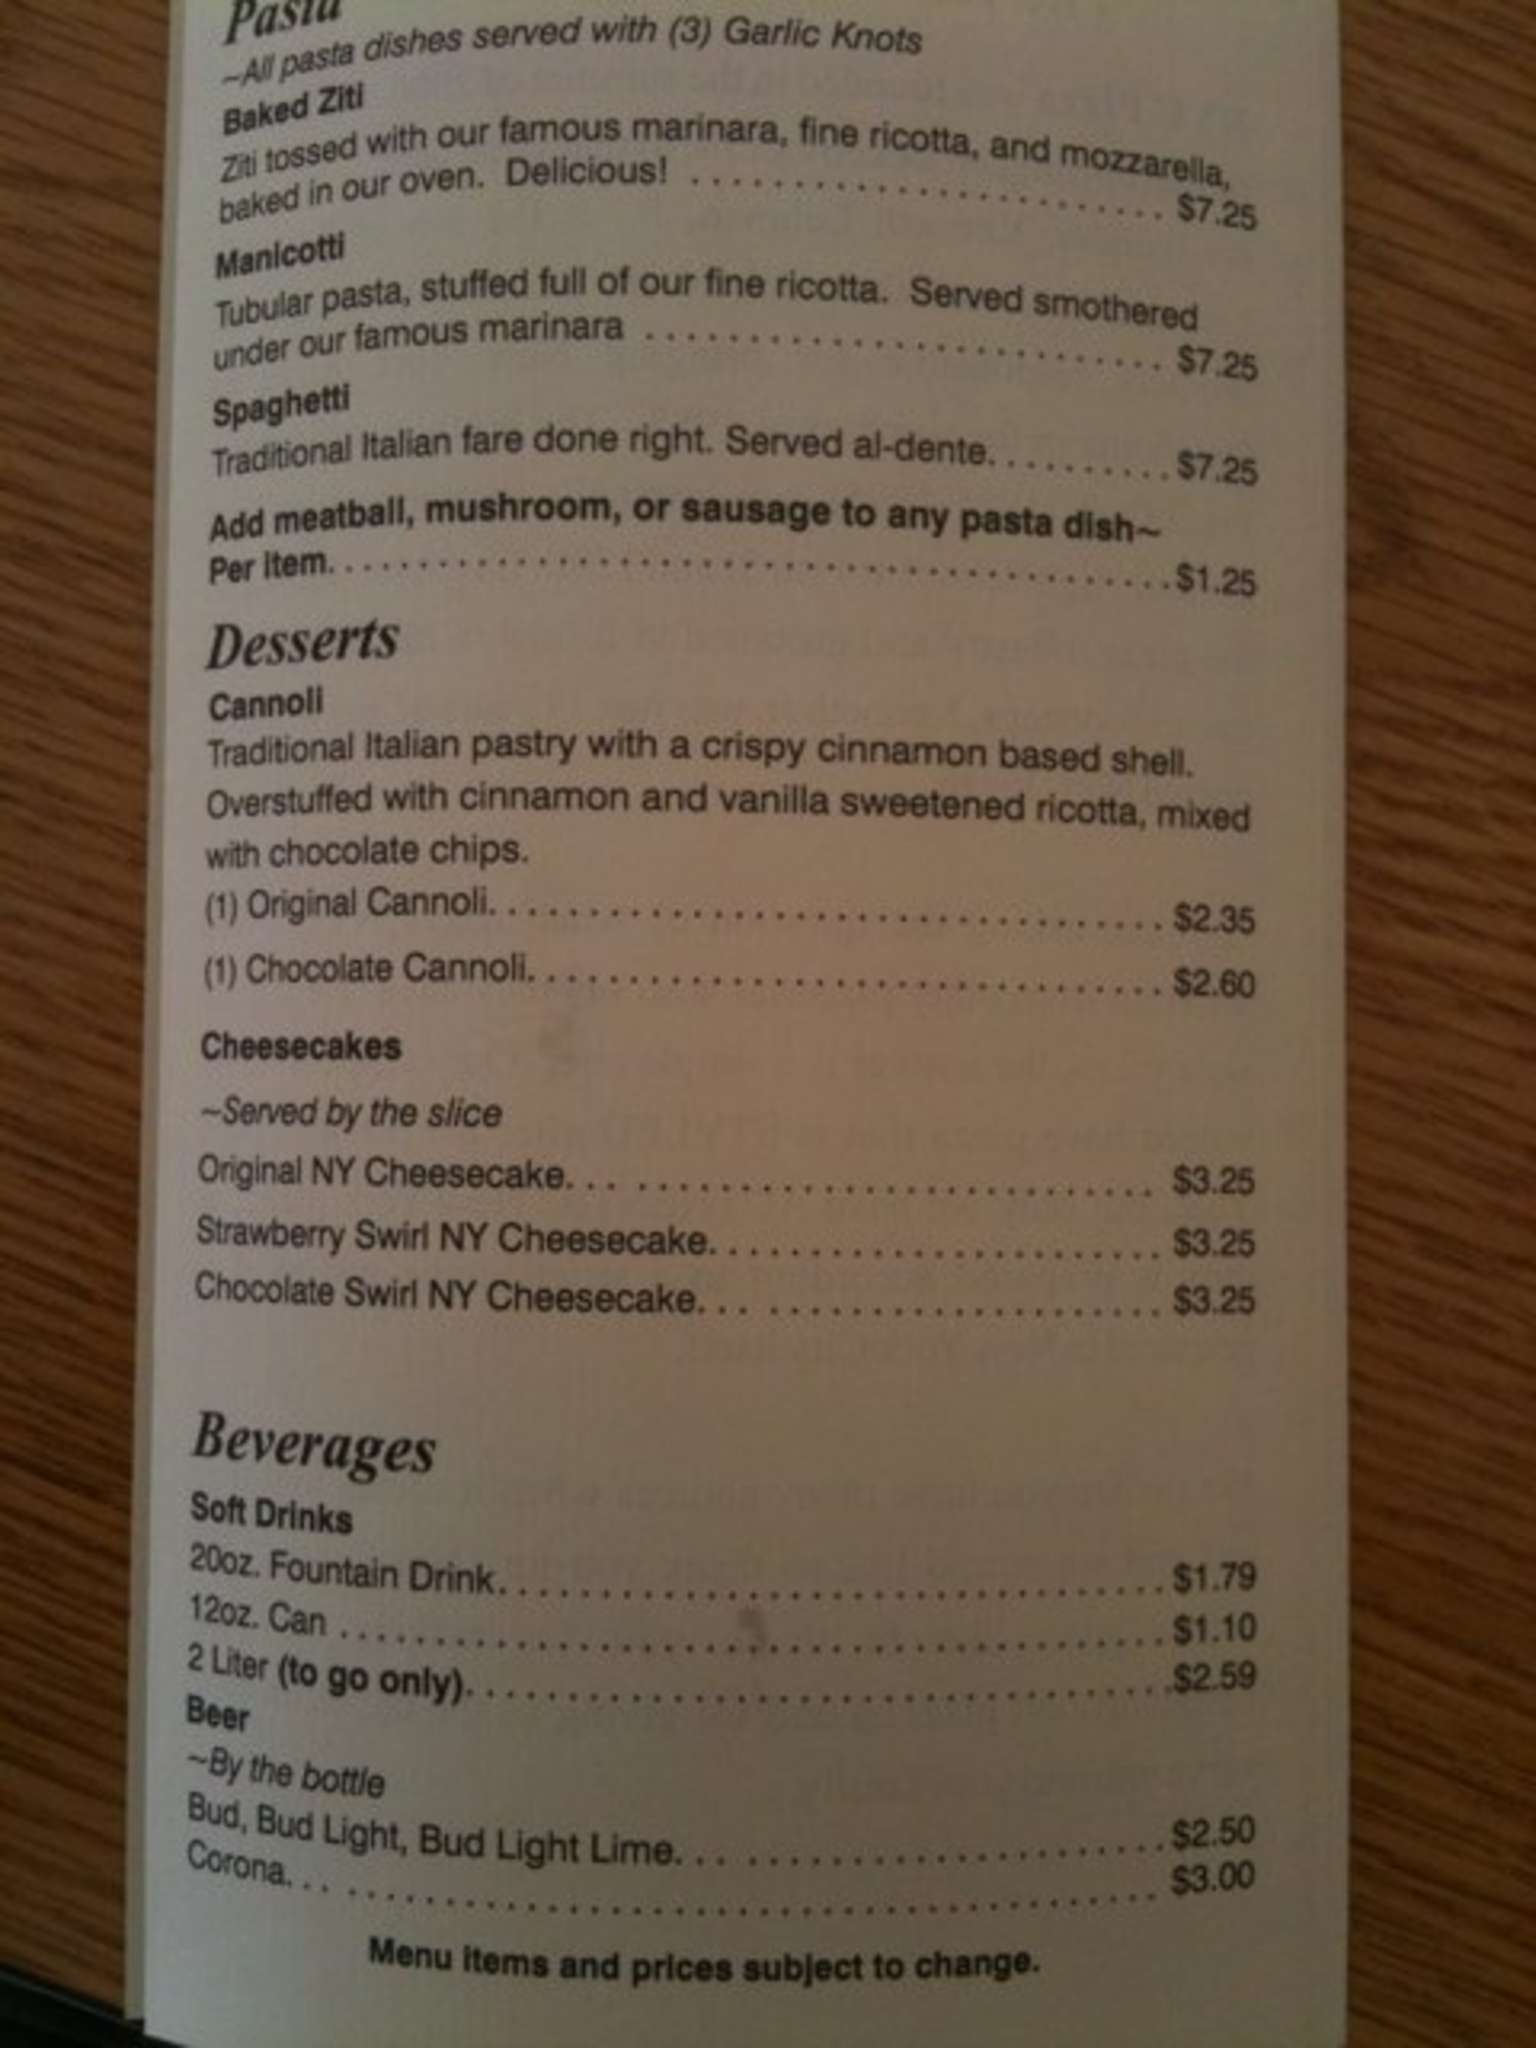 Pasta
~All pasta dishes served with (3) Garlic Knots
Baked Ziti
Ziti tossed with our famous marinara, fine ricotta, and mozzarella,
baked in our oven. Delicious! . . . . . . . . . . . . . . . . . . . . . . . . $7.25
Manicotti
Tubular pasta, stuffed full of our fine ricotta. Served smothered
under our famous marinara . . . . . . . . . . . . . . . . . . . . . . . . . . $7.25
Spaghetti
Traditional Italian fare done right. Served al-dente. . . . . . . . . . $7.25
Add meatball, mushroom, or sausage to any pasta dish~
Per item. . . . . . . . . . . . . . . . . . . . . . . . . . . . . . . . . . . . . . . . . $1.25
Desserts
Cannoli
Traditional Italian pastry with a crispy cinnamon based shell.
Overstuffed with cinnamon and vanilla sweetened ricotta, mixed
with chocolate chips.
(1) Original Cannoli. . . . . . . . . . . . . . . . . . . . . . . . . . . . . . . . . $2.35
(1) Chocolate Cannoli. . . . . . . . . . . . . . . . . . . . . . . . . . . . . . . $2.60
Cheesecakes
~Served by the slice
Original NY Cheesecake. . . . . . . . . . . . . . . . . . . . . . . . . . . . . $3.25
Strawberry Swirl NY Cheesecake. . . . . . . . . . . . . . . . . . . . . . $3.25
Chocolate Swirl NY Cheesecake. . . . . . . . . . . . . . . . . . . . . . . $3.25
Beverages
Soft Drinks
20oz. Fountain Drink. . . . . . . . . . . . . . . . . . . . . . . . . . . . . . . . $1.79
12oz. Can . . . . . . . . . . . . . . . . . . . . . . . . . . . . . . . . . . . . . . . . $1.10
2 Liter (to go only). . . . . . . . . . . . . . . . . . . . . . . . . . . . . . . . . . $2.59
Beer
~By the bottle
Bud, Bud Light, Bud Light Lime. . . . . . . . . . . . . . . . . . . . . . . $2.50
Corona. . . . . . . . . . . . . . . . . . . . . . . . . . . . . . . . . . . . . . . . . . $3.00
Menu items and prices subject to change.